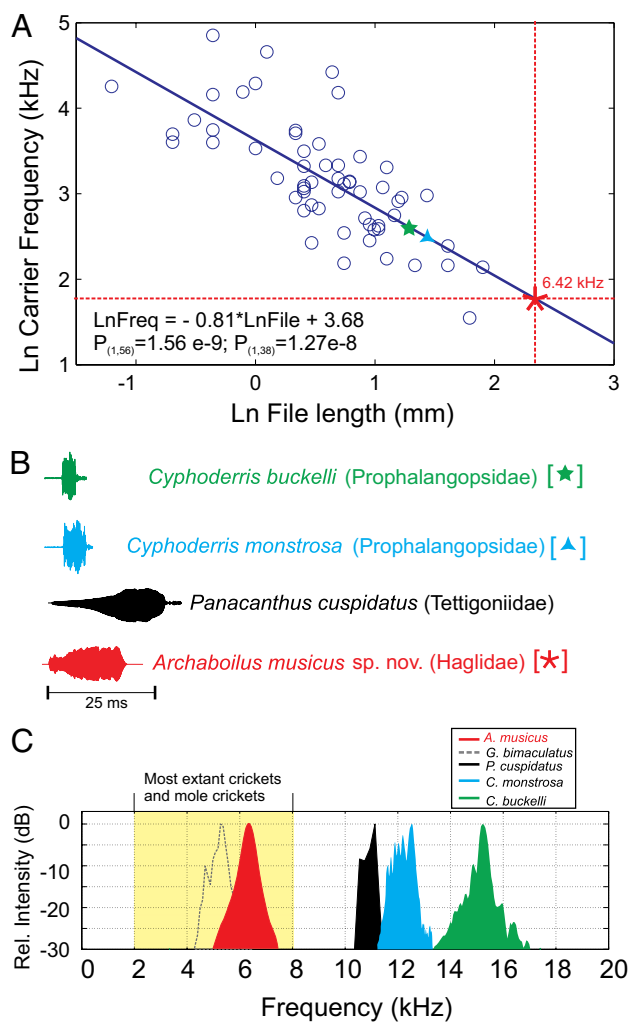 A
Ln Carrier Frequency (kHz)
5
4
3
2
1
6.42 kHz
LnFreq = - 0.81*LnFile + 3.68
P(1,56)=1.56 e-9; P(1,38)=1.27e-8
-1
0
1
2
3
Ln File length (mm)
B
Cyphoderris buckelli (Prophalangopsidae) [★]
Cyphoderris monstrosa (Prophalangopsidae) [▲]
Panacanthus cuspidatus (Tettigoniidae)
Archaboilus musicus sp. nov. (Haglidae) [*]
25 ms
C
A. musicus
G. bimaculatus
P. cuspidatus
C. monstrosa
C. buckelli
Most extant crickets
and mole crickets
Rel. Intensity (dB)
0
-10
-20
-30
0
2
4
6
8
10
12
14
16
18
20
Frequency (kHz)